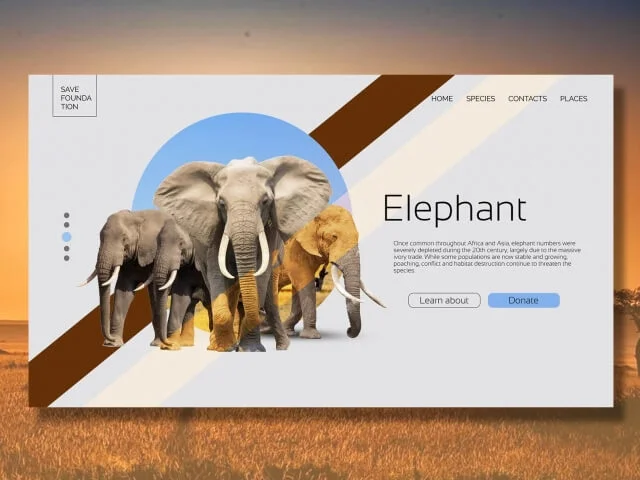 SAVE
FOUNDA
TION
HOME SPECIES CONTACTS PLACES
Elephant
Once common throughout Africa and Asia, elephant numbers were
severely depleted during the 20th century, largely due to the massive
ivory trade. While some populations are now stable and growing,
poaching, conflict and habitat destruction continue to threaten the
species.
Learn about Donate